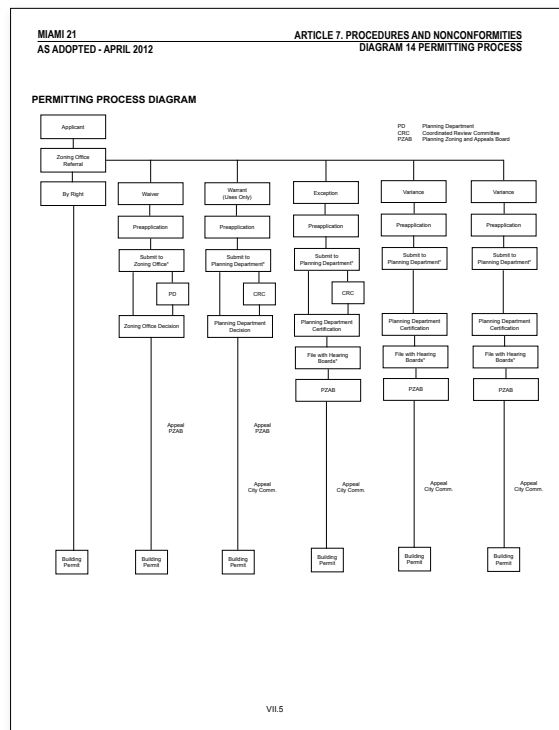 MIAMI 21
AS ADOPTED - APRIL 2012
ARTICLE 7. PROCEDURES AND NONCONFORMITIES
DIAGRAM 14 PERMITTING PROCESS
PERMITTING PROCESS DIAGRAM
PD Planning Department
CRC Coordinated Review Committee
PZAB Planning Zoning and Appeals Board
Applicant
Zoning Office
Referral
By Right
Building
Permit
Waiver
Preapplication
Submit to
Zoning Office*
PD
Zoning Office Decision
Appeal
PZAB
Building
Permit
Warrant
(Uses Only)
Preapplication
Submit to
Planning Department*
CRC
Planning Department
Decision
Appeal
PZAB
Appeal
City Comm.
Building
Permit
Exception
Preapplication
Submit to
Planning Department*
CRC
Planning Department
Certification
File with Hearing
Boards*
PZAB
Appeal
City Comm.
Building
Permit
Variance
Preapplication
Submit to
Planning Department*
Planning Department
Certification
File with Hearing
Boards*
PZAB
Appeal
City Comm.
Building
Permit
Variance
Preapplication
Submit to
Planning Department*
Planning Department
Certification
File with Hearing
Boards*
PZAB
Appeal
City Comm.
Building
Permit
VII.5